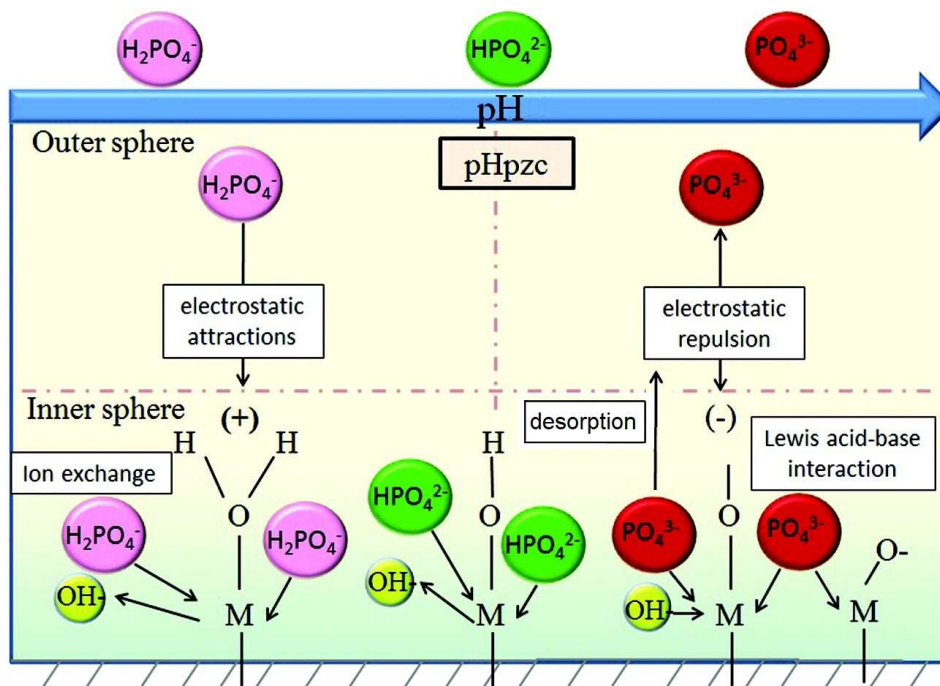 H₂PO₄⁻
HPO₄²⁻
PO₄³⁻
pH
Outer sphere
pHpzc
H₂PO₄⁻
PO₄³⁻
electrostatic
attractions
electrostatic
repulsion
Inner sphere
(+)
desorption
(-)
Lewis acid-base
interaction
H H
H
Ion exchange
HPO₄²⁻
H₂PO₄⁻
O
H₂PO₄⁻
O
HPO₄²⁻
PO₄³⁻
O
PO₄³⁻
O-
OH-
M
OH-
M
OH-
M
M